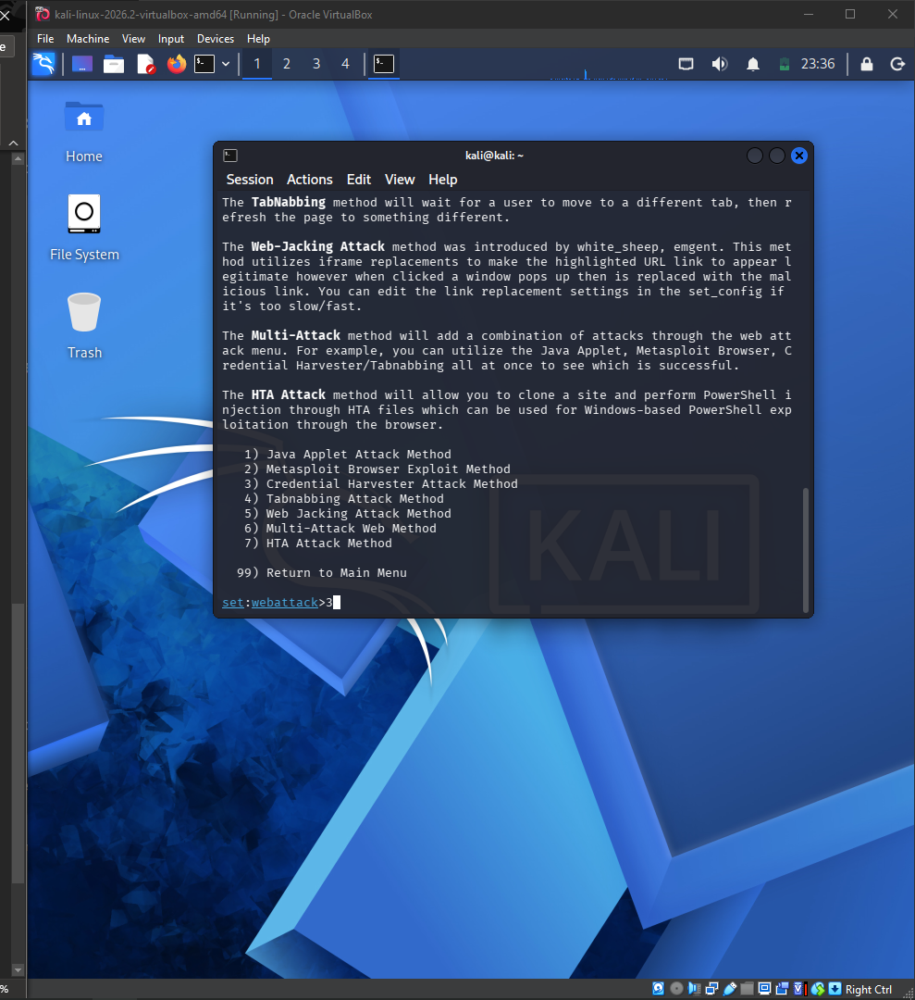 kali-linux-2026.2-virtualbox-amd64 [Running] - Oracle VirtualBox
File Machine View Input Devices Help
1 2 3 4 23:36
Home
File System
Trash
kali@kali: ~
Session Actions Edit View Help
The TabNabbing method will wait for a user to move to a different tab, then r
efresh the page to something different.
The Web-Jacking Attack method was introduced by white_sheep, emgent. This met
hod utilizes iframe replacements to make the highlighted URL link to appear l
egitimate however when clicked a window pops up then is replaced with the mal
icious link. You can edit the link replacement settings in the set_config if
it's too slow/fast.
The Multi-Attack method will add a combination of attacks through the web att
ack menu. For example, you can utilize the Java Applet, Metasploit Browser, C
redential Harvester/Tabnabbing all at once to see which is successful.
The HTA Attack method will allow you to clone a site and perform PowerShell i
njection through HTA files which can be used for Windows-based PowerShell exp
loitation through the browser.
1) Java Applet Attack Method
2) Metasploit Browser Exploit Method
3) Credential Harvester Attack Method
4) Tabnabbing Attack Method
5) Web Jacking Attack Method
6) Multi-Attack Web Method
7) HTA Attack Method
99) Return to Main Menu
set:webattack>3
KALI
e
%
Right Ctrl